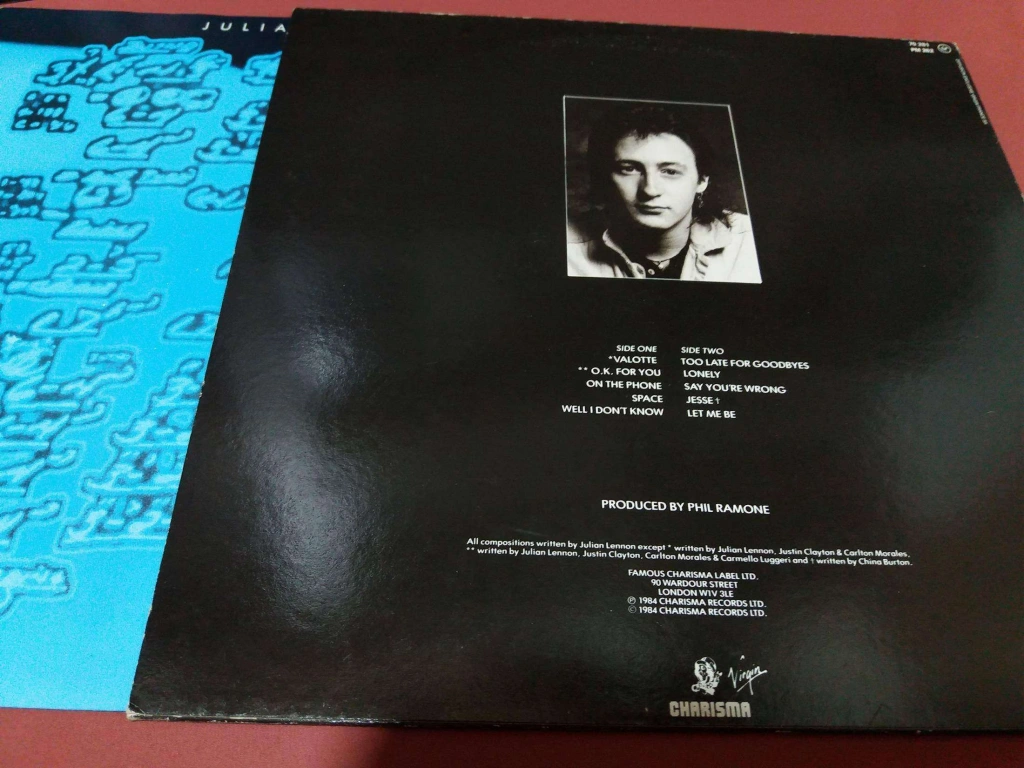 JULIA
70 281
PM 363
SIDE ONE
*VALOTTE
** O.K. FOR YOU
ON THE PHONE
SPACE
WELL I DON'T KNOW
SIDE TWO
TOO LATE FOR GOODBYES
LONELY
SAY YOU'RE WRONG
JESSE †
LET ME BE
PRODUCED BY PHIL RAMONE
All compositions written by Julian Lennon except * written by Julian Lennon, Justin Clayton & Carlton Morales.
** written by Julian Lennon, Justin Clayton, Carlton Morales & Carmello Luggeri and † written by China Burton.
FAMOUS CHARISMA LABEL LTD.
90 WARDOUR STREET
LONDON W1V 3LE
℗ 1984 CHARISMA RECORDS LTD.
© 1984 CHARISMA RECORDS LTD.
Virgin
CHARISMA